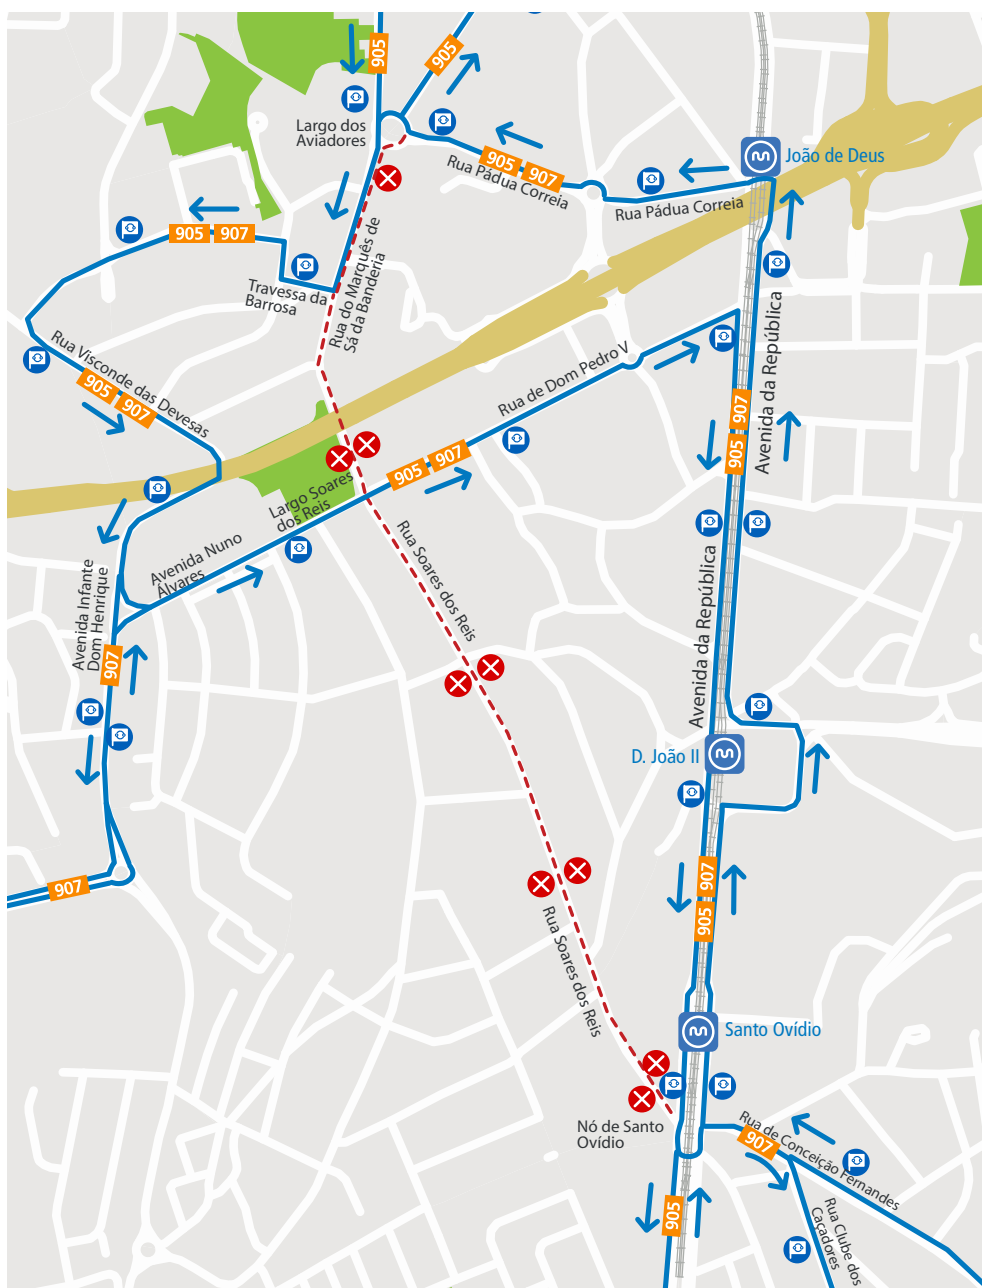 905
905
Largo dos
Aviadores
905 907
Rua Pádua Correia
João de Deus
Rua Pádua Correia
905 907
Travessa da
Barrosa
Rua do Marquês de
Sá da Banderia
Avenida da República
Rua Visconde das Devesas
905 907
Rua de Dom Pedro V
905 907
905 907
Largo Soares
dos Reis
Avenida Nuno
Álvares
Rua Soares dos Reis
Avenida Infante
Dom Henrique
907
Avenida da República
D. João II
907
905 907
Rua Soares dos Reis
Santo Ovídio
Nó de Santo
Ovídio
Rua de Conceição Fernandes
907
905
Rua Clube dos
Caçadores